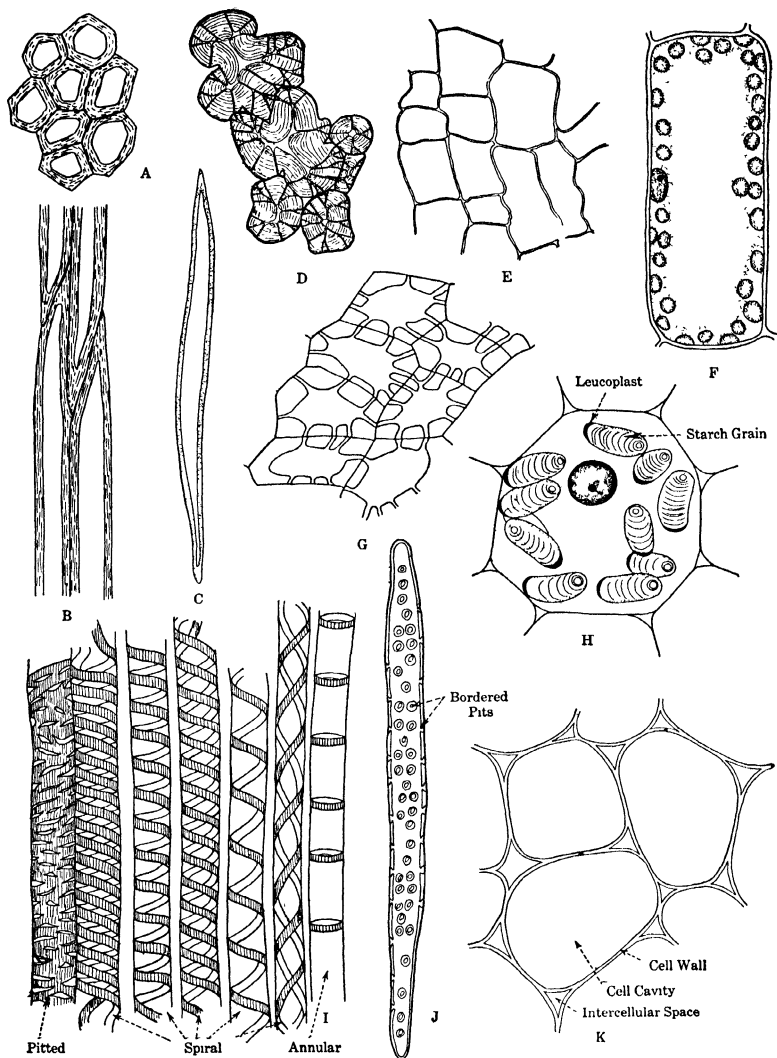 A
D
E
F
B
C
G
Leucoplast
Starch Grain
H
Bordered
Pits
I
J
Cell Wall
Cell Cavity
Intercellular Space
K
Pitted
Spiral
Annular